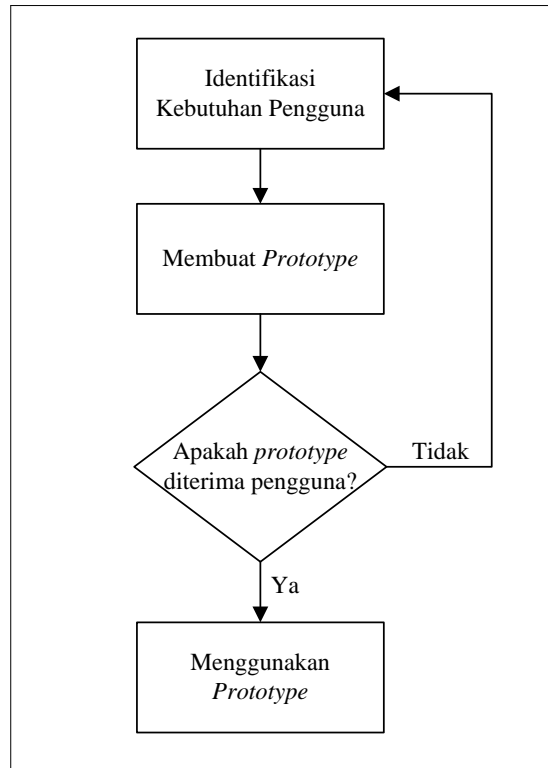 Identifikasi
Kebutuhan Pengguna
Membuat Prototype
Apakah prototype
diterima pengguna?
Tidak
Ya
Menggunakan
Prototype